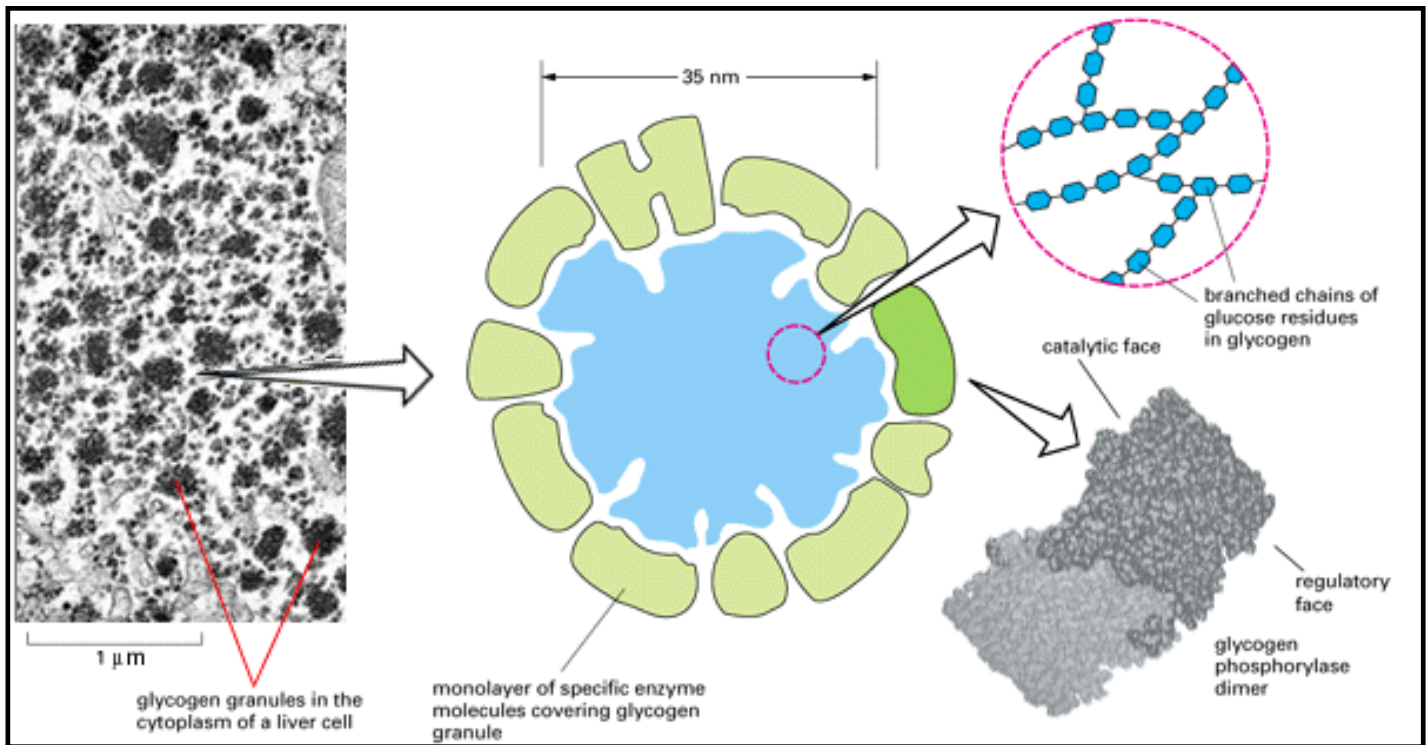 35 nm
branched chains of
glucose residues
in glycogen
catalytic face
regulatory
face
glycogen
phosphorylase
dimer
1 μm
glycogen granules in the
cytoplasm of a liver cell
monolayer of specific enzyme
molecules covering glycogen
granule